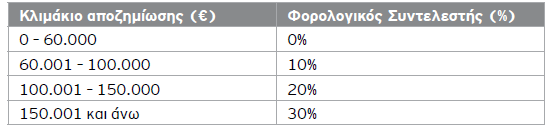 Κλιμάκιο αποζημίωσης (€) Φορολογικός Συντελεστής (%)
0 – 60.000 0%
60.001 – 100.000 10%
100.001 – 150.000 20%
150.001 και άνω 30%